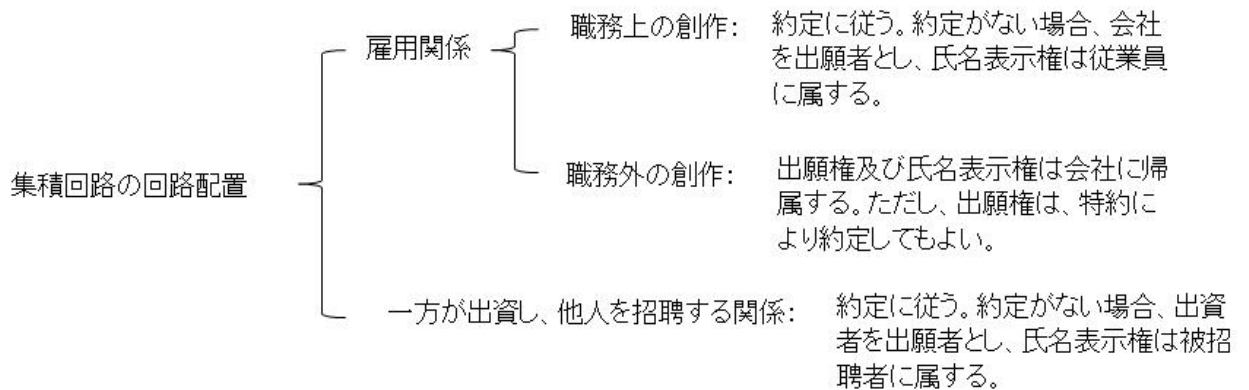 集積回路の回路配置
雇用関係
職務上の創作:
約定に従う。約定がない場合、会社
を出願者とし、氏名表示権は従業員
に属する。
職務外の創作:
出願権及び氏名表示権は会社に帰
属する。ただし、出願権は、特約に
より約定してもよい。
一方が出資し、他人を招聘する関係:
約定に従う。約定がない場合、出資
者を出願者とし、氏名表示権は被招
聘者に属する。